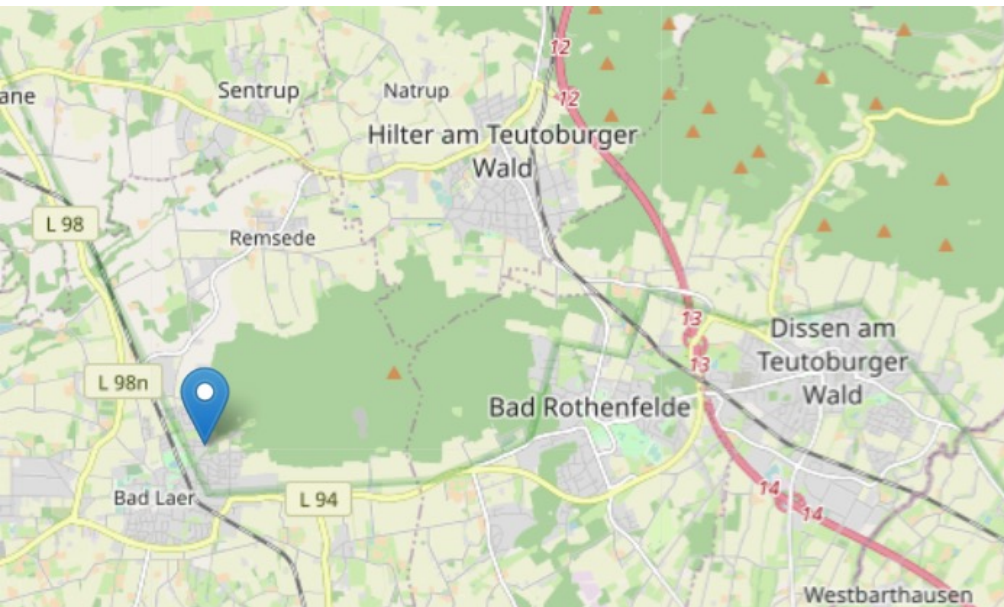 12
12
ane
Sentrup
Natrup
Hilter am Teutoburger
Wald
L 98
Remsede
13
13
Dissen am
Teutoburger
Wald
L 98n
Bad Rothenfelde
Bad Laer
L 94
14
14
Westbarthausen